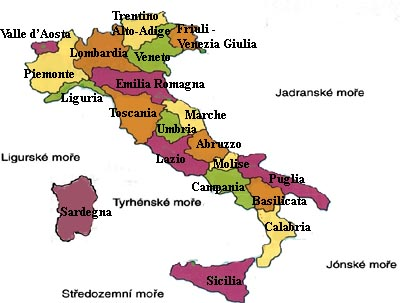 Trentino
Alto-Adige
Friuli -
Venezia Giulia
Valle d'Aosta
Lombardia
Veneto
Piemonte
Emilia Romagna
Liguria
Jadranské moře
Toscania
Marche
Umbria
Abruzzo
Ligurské moře
Lazio
Molise
Puglia
Campania
Tyrhénské moře
Basilicata
Sardegna
Calabria
Jónské moře
Sicilia
Středozemní moře